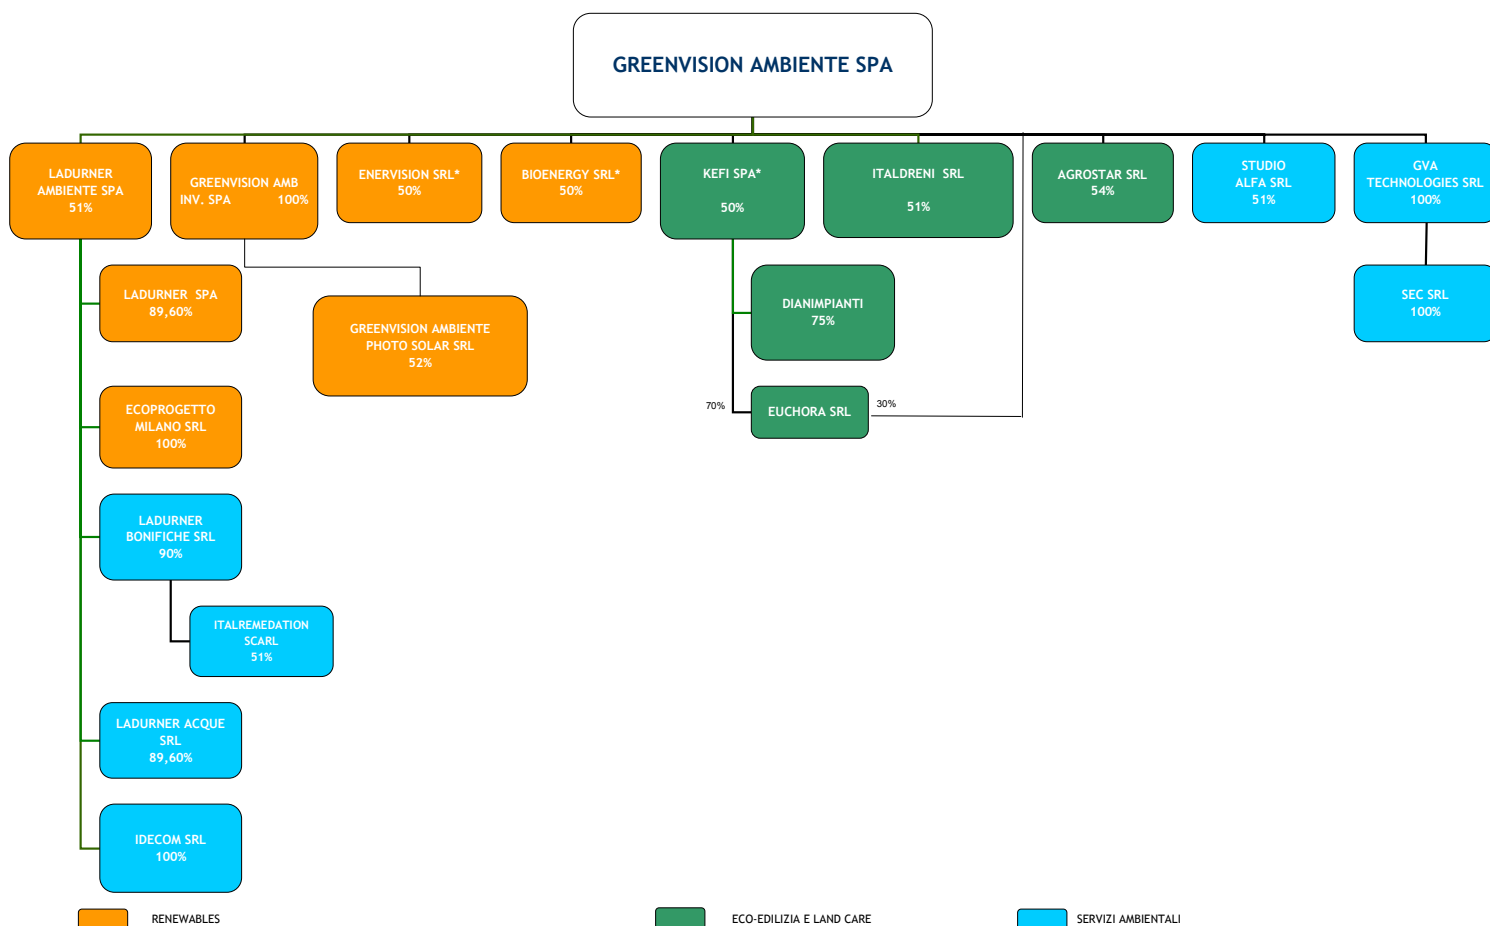 GREENVISION AMBIENTE SPA
LADURNER
AMBIENTE SPA
51%
GREENVISION AMB
INV. SPA 100%
ENERVISION SRL*
50%
BIOENERGY SRL*
50%
KEFI SPA*
50%
ITALDRENI SRL
51%
AGROSTAR SRL
54%
STUDIO
ALFA SRL
51%
GVA
TECHNOLOGIES SRL
100%
LADURNER SPA
89,60%
GREENVISION AMBIENTE
PHOTO SOLAR SRL
52%
DIANIMPIANTI
75%
SEC SRL
100%
70%
EUCHORA SRL
30%
ECOPROGETTO
MILANO SRL
100%
LADURNER
BONIFICHE SRL
90%
ITALREMEDATION
SCARL
51%
LADURNER ACQUE
SRL
89,60%
IDECOM SRL
100%
RENEWABLES
ECO-EDILIZIA E LAND CARE
SERVIZI AMBIENTALI